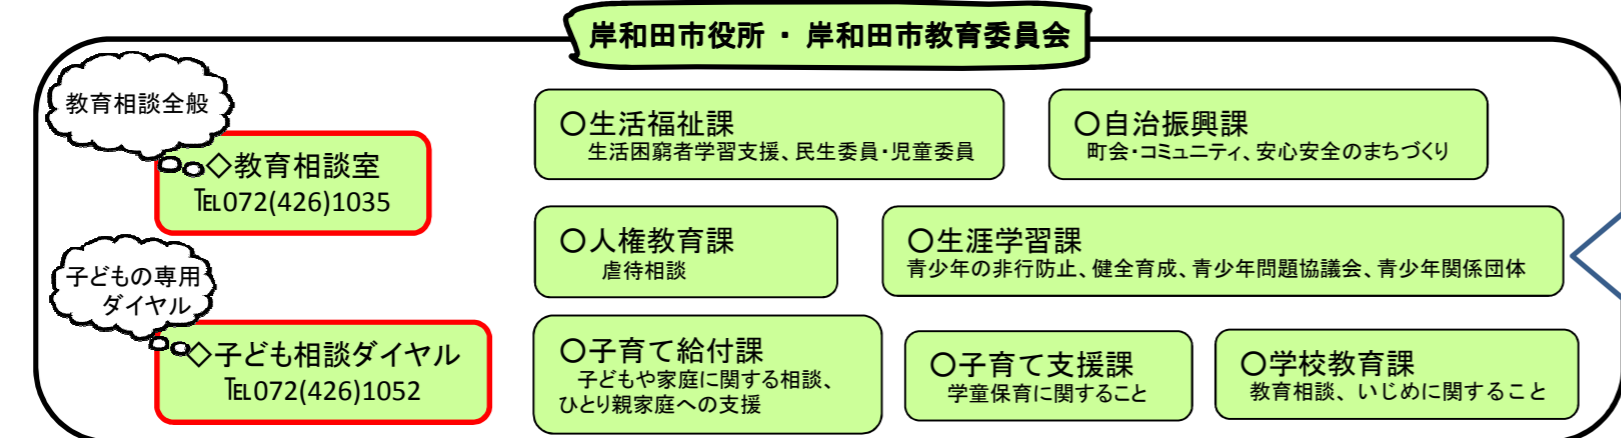 岸和田市役所 ・ 岸和田市教育委員会
教育相談全般
◇教育相談室
℡072(426)1035
子どもの専用
ダイヤル
◇子ども相談ダイヤル
℡072(426)1052
○生活福祉課
生活困窮者学習支援、民生委員・児童委員
○自治振興課
町会・コミュニティ、安心安全のまちづくり
○人権教育課
虐待相談
○生涯学習課
青少年の非行防止、健全育成、青少年問題協議会、青少年関係団体
○子育て給付課
子どもや家庭に関する相談、
ひとり親家庭への支援
○子育て支援課
学童保育に関すること
○学校教育課
教育相談、いじめに関すること